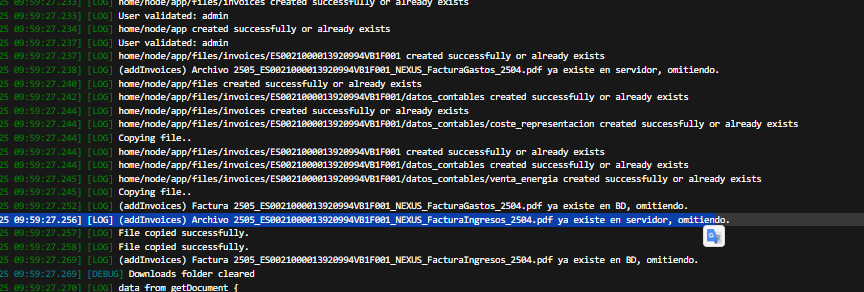 25 09:59:27.233] [LOG] home/node/app/files/invoices created successfully or already exists
25 09:59:27.233] [LOG] User validated: admin
25 09:59:27.234] [LOG] home/node/app created successfully or already exists
25 09:59:27.237] [LOG] User validated: admin
25 09:59:27.237] [LOG] home/node/app/files/invoices/ES0021000013920994VB1F001 created successfully or already exists
25 09:59:27.238] [LOG] (addInvoices) Archivo 2505_ES0021000013920994VB1F001_NEXUS_FacturaGastos_2504.pdf ya existe en servidor, omitiendo.
25 09:59:27.240] [LOG] home/node/app/files created successfully or already exists
25 09:59:27.242] [LOG] home/node/app/files/invoices/ES0021000013920994VB1F001/datos_contables created successfully or already exists
25 09:59:27.244] [LOG] home/node/app/files/invoices created successfully or already exists
25 09:59:27.244] [LOG] home/node/app/files/invoices/ES0021000013920994VB1F001/datos_contables/coste_representacion created successfully or already exists
25 09:59:27.244] [LOG] Copying file..
25 09:59:27.244] [LOG] home/node/app/files/invoices/ES0021000013920994VB1F001 created successfully or already exists
25 09:59:27.245] [LOG] home/node/app/files/invoices/ES0021000013920994VB1F001/datos_contables created successfully or already exists
25 09:59:27.245] [LOG] home/node/app/files/invoices/ES0021000013920994VB1F001/datos_contables/venta_energia created successfully or already exists
25 09:59:27.245] [LOG] Copying file..
25 09:59:27.252] [LOG] (addInvoices) Factura 2505_ES0021000013920994VB1F001_NEXUS_FacturaGastos_2504.pdf ya existe en BD, omitiendo.
25 09:59:27.256] [LOG] (addInvoices) Archivo 2505_ES0021000013920994VB1F001_NEXUS_FacturaIngresos_2504.pdf ya existe en servidor, omitiendo.
25 09:59:27.257] [LOG] File copied successfully.
25 09:59:27.258] [LOG] File copied successfully.
25 09:59:27.269] [LOG] (addInvoices) Factura 2505_ES0021000013920994VB1F001_NEXUS_FacturaIngresos_2504.pdf ya existe en BD, omitiendo.
25 09:59:27.269] [DEBUG] Downloads folder cleared
25 09:59:27.270] [LOG] data from getDocument {